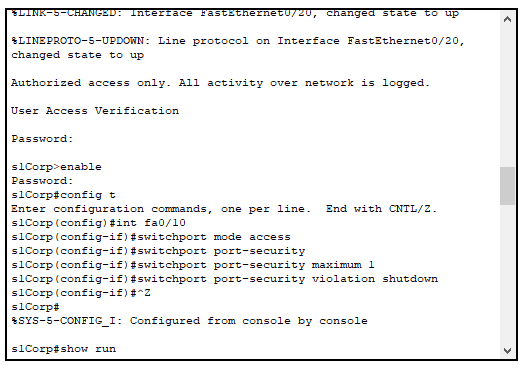 %LINK-5-CHANGED: Interface FastEthernet0/20, changed state to up
%LINEPROTO-5-UPDOWN: Line protocol on Interface FastEthernet0/20,
changed state to up
Authorized access only. All activity over network is logged.
User Access Verification
Password:
s1Corp>enable
Password:
s1Corp#config t
Enter configuration commands, one per line.  End with CNTL/Z.
s1Corp(config)#int fa0/10
s1Corp(config-if)#switchport mode access
s1Corp(config-if)#switchport port-security
s1Corp(config-if)#switchport port-security maximum 1
s1Corp(config-if)#switchport port-security violation shutdown
s1Corp(config-if)#^Z
s1Corp#
%SYS-5-CONFIG_I: Configured from console by console
s1Corp#show run